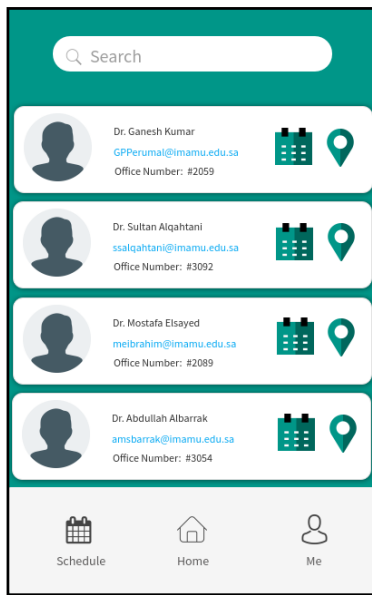 Search
Dr. Ganesh Kumar
GPPerumal@imamu.edu.sa
Office Number: #2059
Dr. Sultan Alqahtani
ssalqahtani@imamu.edu.sa
Office Number: #3092
Dr. Mostafa Elsayed
meibrahim@imamu.edu.sa
Office Number: #2089
Dr. Abdullah Albarrak
amsbarrak@imamu.edu.sa
Office Number: #3054
Schedule Home Me